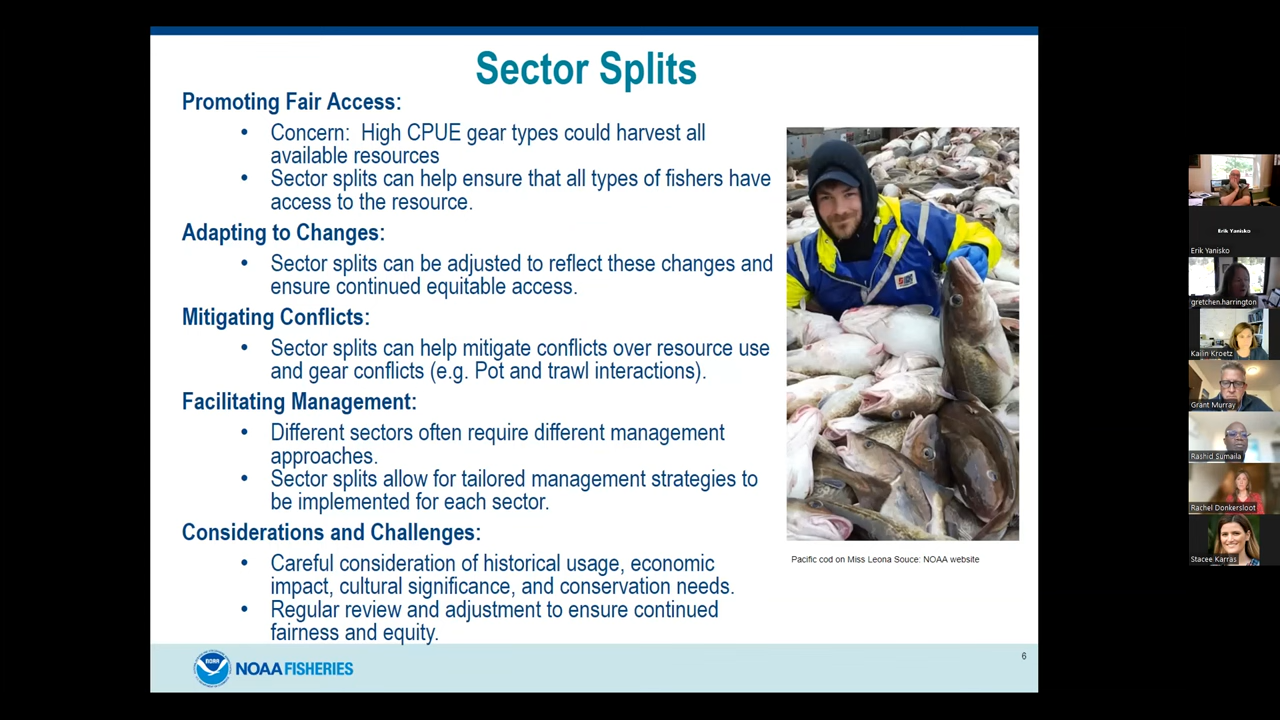 Sector Splits
Promoting Fair Access:
• Concern: High CPUE gear types could harvest all
available resources
• Sector splits can help ensure that all types of fishers have
access to the resource.
Adapting to Changes:
• Sector splits can be adjusted to reflect these changes and
ensure continued equitable access.
Mitigating Conflicts:
• Sector splits can help mitigate conflicts over resource use
and gear conflicts (e.g. Pot and trawl interactions).
Facilitating Management:
• Different sectors often require different management
approaches.
• Sector splits allow for tailored management strategies to
be implemented for each sector.
Considerations and Challenges:
• Careful consideration of historical usage, economic
impact, cultural significance, and conservation needs.
• Regular review and adjustment to ensure continued
fairness and equity.
Pacific cod on Miss Leona Souce: NOAA website
6
NOAA
NOAA FISHERIES
Erik Yanisko
Erik Yanisko
gretchen.harrington
Kailin Kroetz
Grant Murray
Rashid Sumaila
Rachel Donkersloot
Stacee Karras